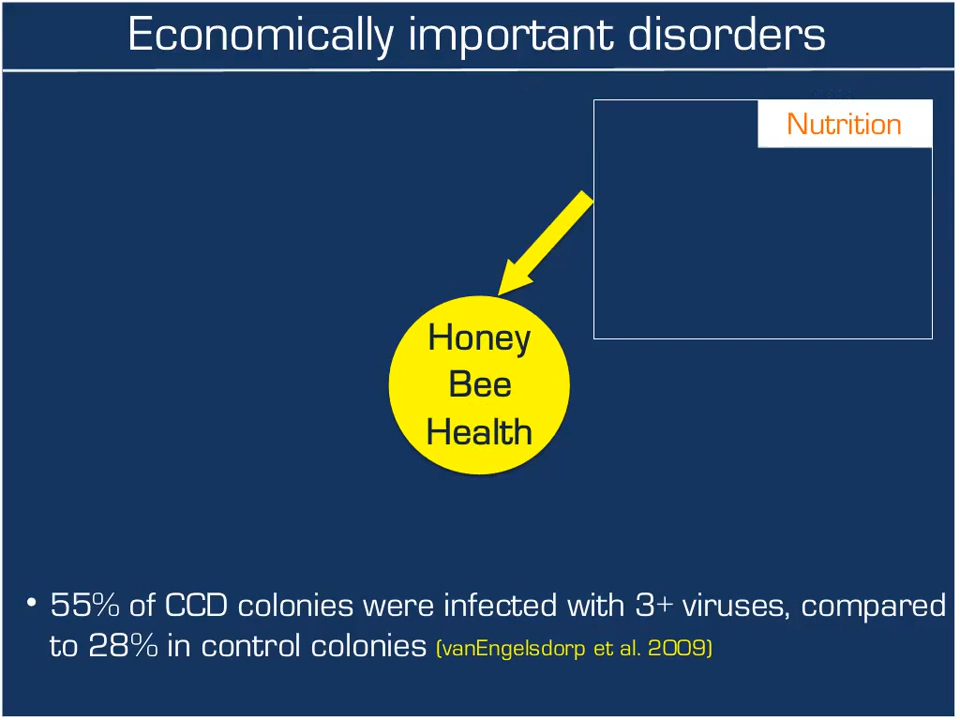 Economically important disorders
Nutrition
Honey
Bee
Health
• 55% of CCD colonies were infected with 3+ viruses, compared
to 28% in control colonies (vanEngelsdorp et al. 2009)